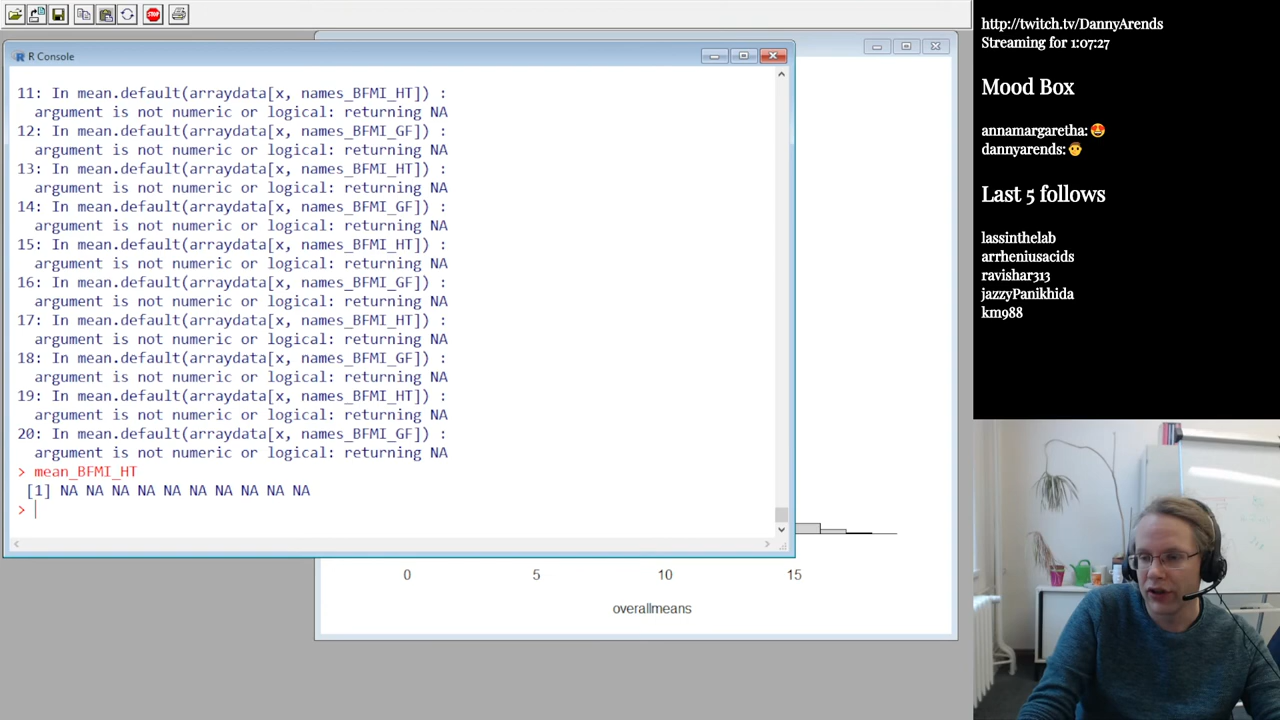 R Console
11: In mean.default(arraydata[x, names_BFMI_HT]) :
argument is not numeric or logical: returning NA
12: In mean.default(arraydata[x, names_BFMI_GF]) :
argument is not numeric or logical: returning NA
13: In mean.default(arraydata[x, names_BFMI_HT]) :
argument is not numeric or logical: returning NA
14: In mean.default(arraydata[x, names_BFMI_GF]) :
argument is not numeric or logical: returning NA
15: In mean.default(arraydata[x, names_BFMI_HT]) :
argument is not numeric or logical: returning NA
16: In mean.default(arraydata[x, names_BFMI_GF]) :
argument is not numeric or logical: returning NA
17: In mean.default(arraydata[x, names_BFMI_HT]) :
argument is not numeric or logical: returning NA
18: In mean.default(arraydata[x, names_BFMI_GF]) :
argument is not numeric or logical: returning NA
19: In mean.default(arraydata[x, names_BFMI_HT]) :
argument is not numeric or logical: returning NA
20: In mean.default(arraydata[x, names_BFMI_GF]) :
argument is not numeric or logical: returning NA
> mean_BFMI_HT
[1] NA NA NA NA NA NA NA NA NA NA
>
0 5 10 15
overallmeans
http://twitch.tv/DannyArends
Streaming for 1:07:27
Mood Box
annamargaretha: 😍
dannyarends: 👨
Last 5 follows
lassinthelab
arrheniusacids
ravishar313
jazzyPanikhida
km988
STOP